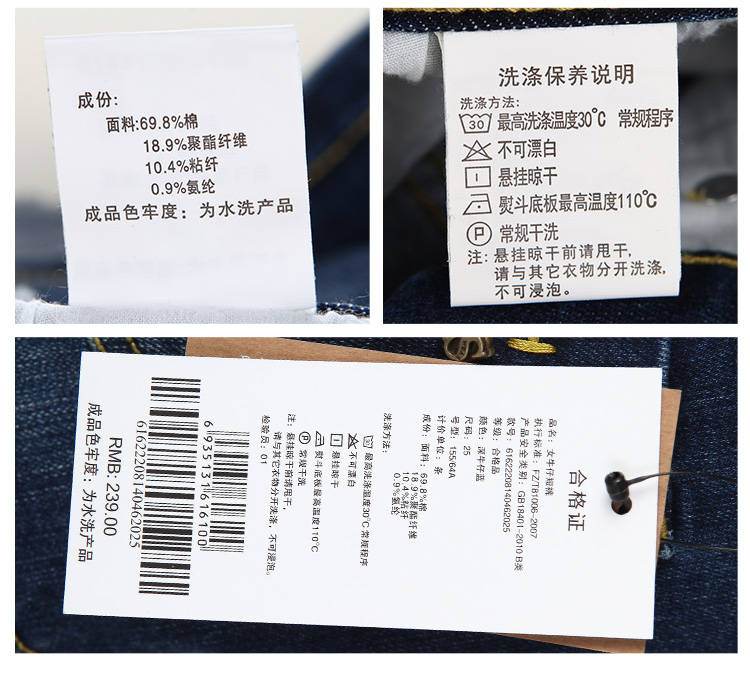 成份:
面料:69.8%棉
18.9%聚酯纤维
10.4%粘纤
0.9%氨纶
成品色牢度：为水洗产品
洗涤保养说明
洗涤方法:
30 最高洗涤温度30℃ 常规程序
不可漂白
悬挂晾干
熨斗底板最高温度110℃
P 常规干洗
注: 悬挂晾干前请甩干,
请与其它衣物分开洗涤,
不可浸泡。
合格证
品名: 女牛仔短裤
执行标准: FZ/T81006-2007
产品安全类别: GB18401-2010 B类
款号: 61622208140462025
等级: 合格品
颜色: 深牛仔蓝
尺码: 25
号型: 155/64A
计价单位: 条
成份: 面料: 69.8%棉
18.9%聚酯纤维
10.4%粘纤
0.9%氨纶
洗涤方法:
30 最高洗涤温度30℃ 常规程序
不可漂白
悬挂晾干
熨斗底板最高温度110℃
P 常规干洗
注: 悬挂晾干前请甩干,
请与其它衣物分开洗涤, 不可浸泡。
检验员: 01
6935131616100
61622208140462025
RMB: 239.00
成品色牢度: 为水洗产品